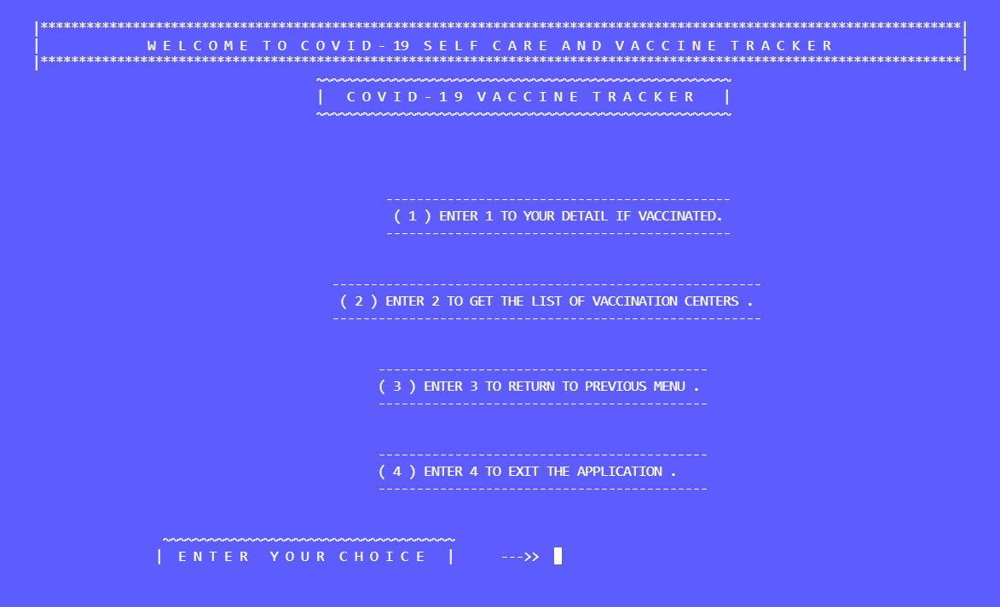 |************************************************************************************************************************|
| W E L C O M E  T O  C O V I D - 19  S E L F  C A R E  A N D  V A C C I N E  T R A C K E R |
|************************************************************************************************************************|
~~~~~~~~~~~~~~~~~~~~~~~~~~~~~~~~~~~~~~~~~~~~~~~~~~~~~~
| C O V I D - 1 9  V A C C I N E  T R A C K E R |
~~~~~~~~~~~~~~~~~~~~~~~~~~~~~~~~~~~~~~~~~~~~~~~~~~~~~~
---------------------------------------------
( 1 ) ENTER 1 TO YOUR DETAIL IF VACCINATED.
---------------------------------------------
--------------------------------------------------------
( 2 ) ENTER 2 TO GET THE LIST OF VACCINATION CENTERS .
--------------------------------------------------------
-------------------------------------------
( 3 ) ENTER 3 TO RETURN TO PREVIOUS MENU .
-------------------------------------------
-------------------------------------------
( 4 ) ENTER 4 TO EXIT THE APPLICATION .
-------------------------------------------
~~~~~~~~~~~~~~~~~~~~~~~~~~~~~~~~~~~~~~
| E N T E R  Y O U R  C H O I C E | --->>